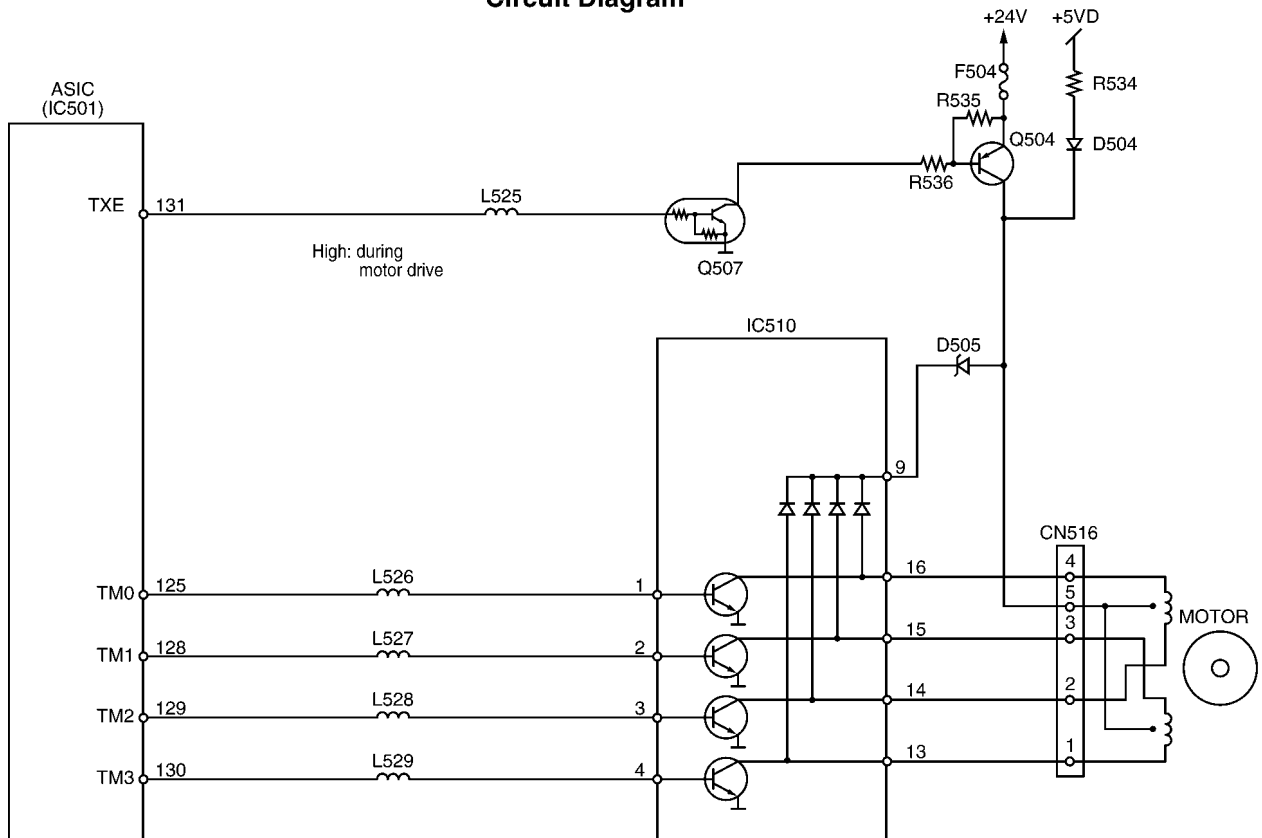 Circuit Diagram
+24V
+5VD
F504
R534
ASIC
(IC501)
R535
Q504
D504
R536
TXE
131
L525
High: during
motor drive
Q507
IC510
D505
9
CN516
TM0
125
L526
1
16
4
5
MOTOR
TM1
128
L527
2
15
3
TM2
129
L528
3
14
2
TM3
130
L529
4
13
1